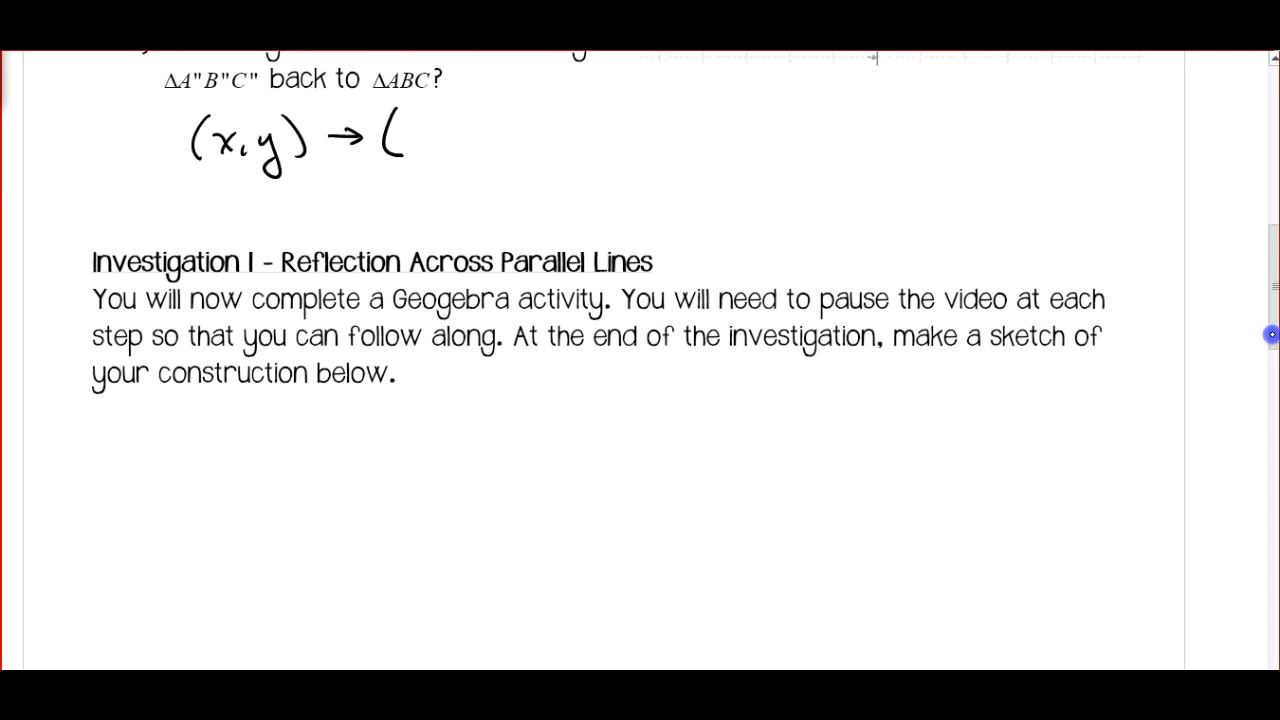 ΔA"B"C" back to ΔABC?
(x, y) → (
Investigation 1 - Reflection Across Parallel Lines
You will now complete a Geogebra activity. You will need to pause the video at each
step so that you can follow along. At the end of the investigation, make a sketch of
your construction below.